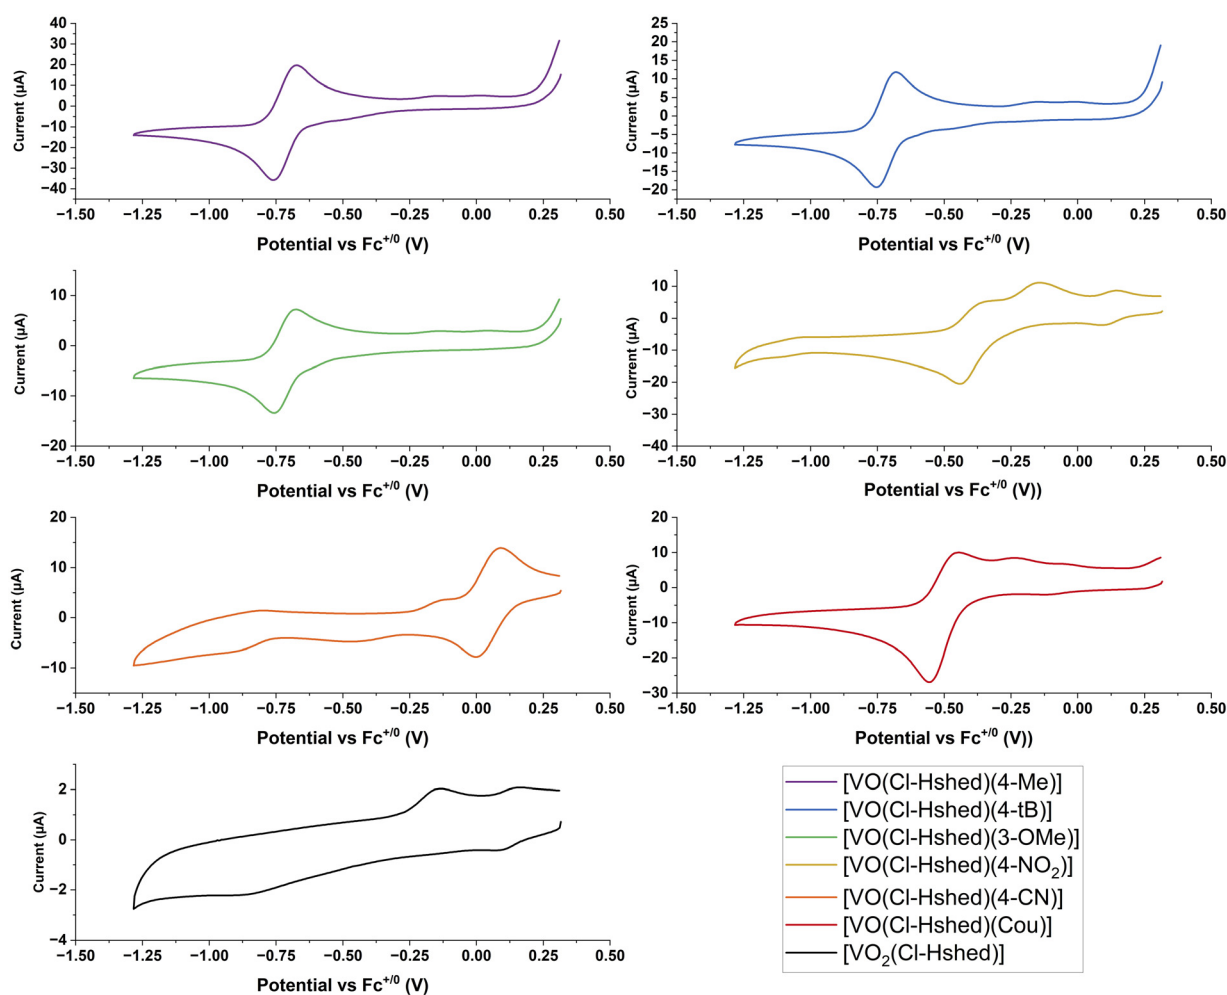 40
30
20
10
0
−10
−20
−30
−40
Current (µA)
−1.50 −1.25 −1.00 −0.75 −0.50 −0.25 0.00 0.25 0.50
Potential vs Fc⁺ᐟ⁰ (V)
25
20
15
10
5
0
−5
−10
−15
−20
Current (µA)
−1.50 −1.25 −1.00 −0.75 −0.50 −0.25 0.00 0.25 0.50
Potential vs Fc⁺ᐟ⁰ (V)
10
0
−10
−20
Current (µA)
−1.50 −1.25 −1.00 −0.75 −0.50 −0.25 0.00 0.25 0.50
Potential vs Fc⁺ᐟ⁰ (V)
10
0
−10
−20
−30
−40
Current (µA)
−1.50 −1.25 −1.00 −0.75 −0.50 −0.25 0.00 0.25 0.50
Potential vs Fc⁺ᐟ⁰ (V))
20
10
0
−10
Current (µA)
−1.50 −1.25 −1.00 −0.75 −0.50 −0.25 0.00 0.25 0.50
Potential vs Fc⁺ᐟ⁰ (V)
20
10
0
−10
−20
−30
Current (µA)
−1.50 −1.25 −1.00 −0.75 −0.50 −0.25 0.00 0.25 0.50
Potential vs Fc⁺ᐟ⁰ (V))
2
0
−2
−4
Current (µA)
−1.50 −1.25 −1.00 −0.75 −0.50 −0.25 0.00 0.25 0.50
Potential vs Fc⁺ᐟ⁰ (V)
[VO(Cl-Hshed)(4-Me)]
[VO(Cl-Hshed)(4-tB)]
[VO(Cl-Hshed)(3-OMe)]
[VO(Cl-Hshed)(4-NO₂)]
[VO(Cl-Hshed)(4-CN)]
[VO(Cl-Hshed)(Cou)]
[VO₂(Cl-Hshed)]